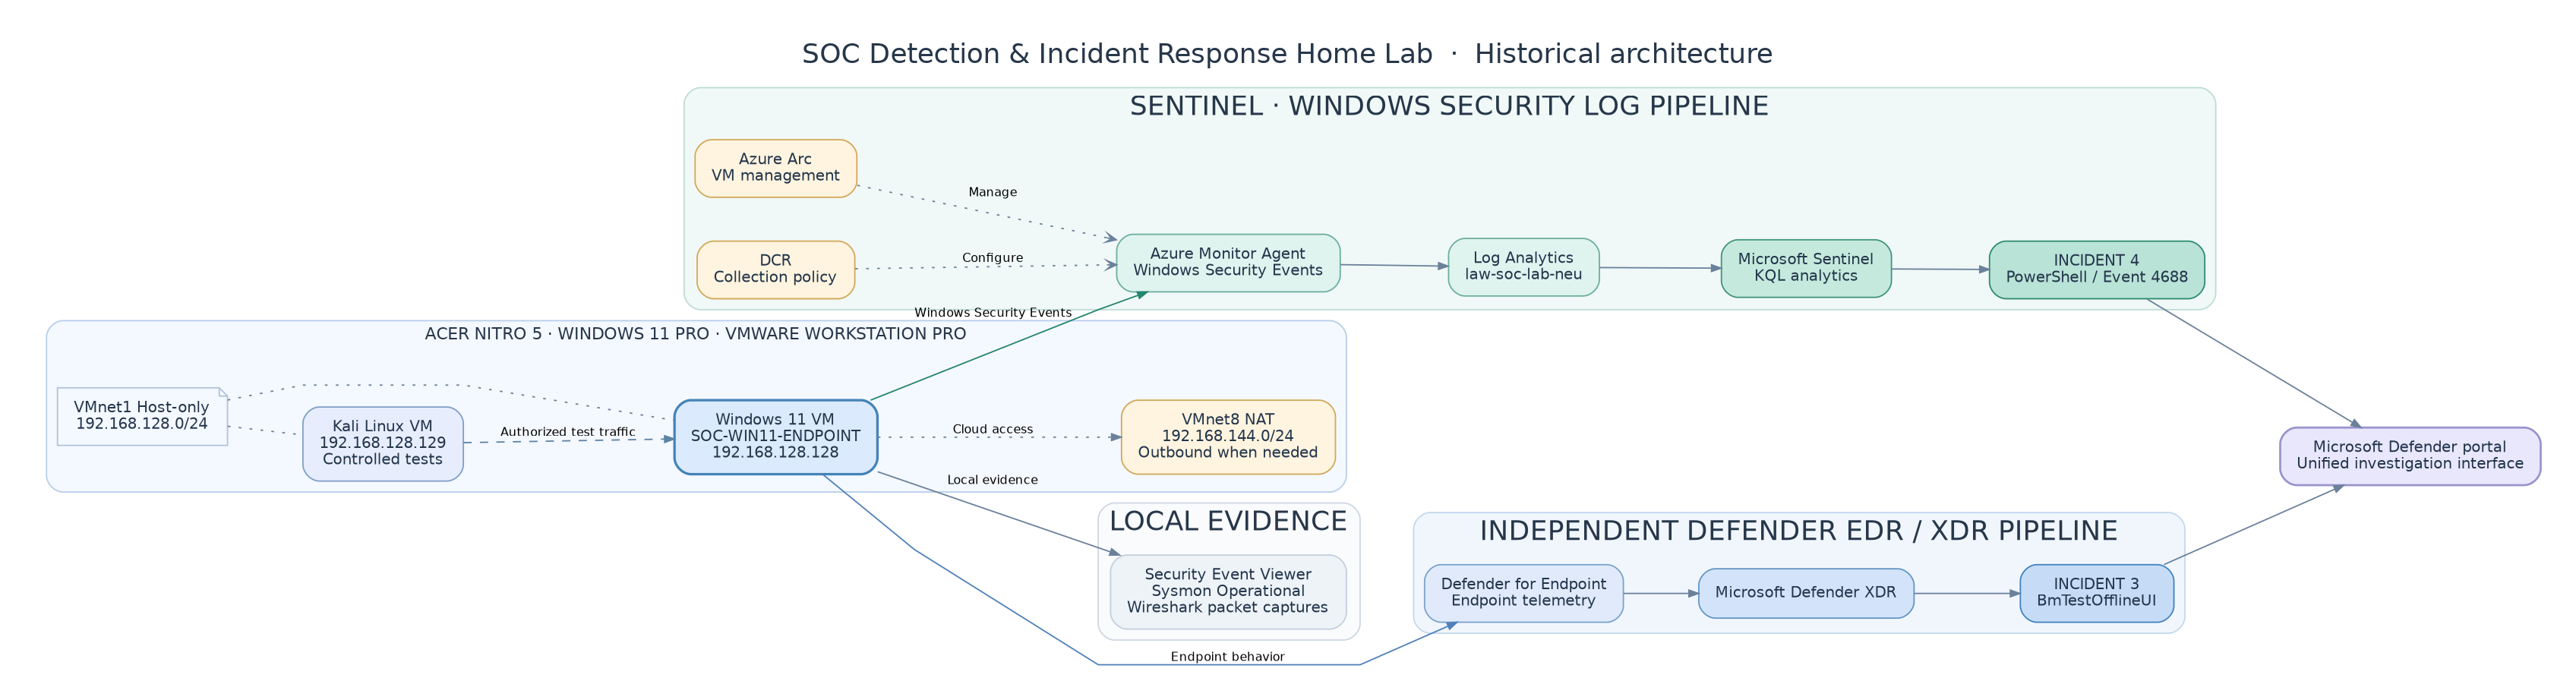 SOC Detection & Incident Response Home Lab · Historical architecture
SENTINEL · WINDOWS SECURITY LOG PIPELINE
Azure Arc
VM management
Manage
DCR
Collection policy
Configure
Azure Monitor Agent
Windows Security Events
Log Analytics
law-soc-lab-neu
Microsoft Sentinel
KQL analytics
INCIDENT 4
PowerShell / Event 4688
Windows Security Events
ACER NITRO 5 · WINDOWS 11 PRO · VMWARE WORKSTATION PRO
VMnet1 Host-only
192.168.128.0/24
Kali Linux VM
192.168.128.129
Controlled tests
Authorized test traffic
Windows 11 VM
SOC-WIN11-ENDPOINT
192.168.128.128
Cloud access
VMnet8 NAT
192.168.144.0/24
Outbound when needed
Microsoft Defender portal
Unified investigation interface
Local evidence
LOCAL EVIDENCE
Security Event Viewer
Sysmon Operational
Wireshark packet captures
INDEPENDENT DEFENDER EDR / XDR PIPELINE
Defender for Endpoint
Endpoint telemetry
Microsoft Defender XDR
INCIDENT 3
BmTestOfflineUI
Endpoint behavior